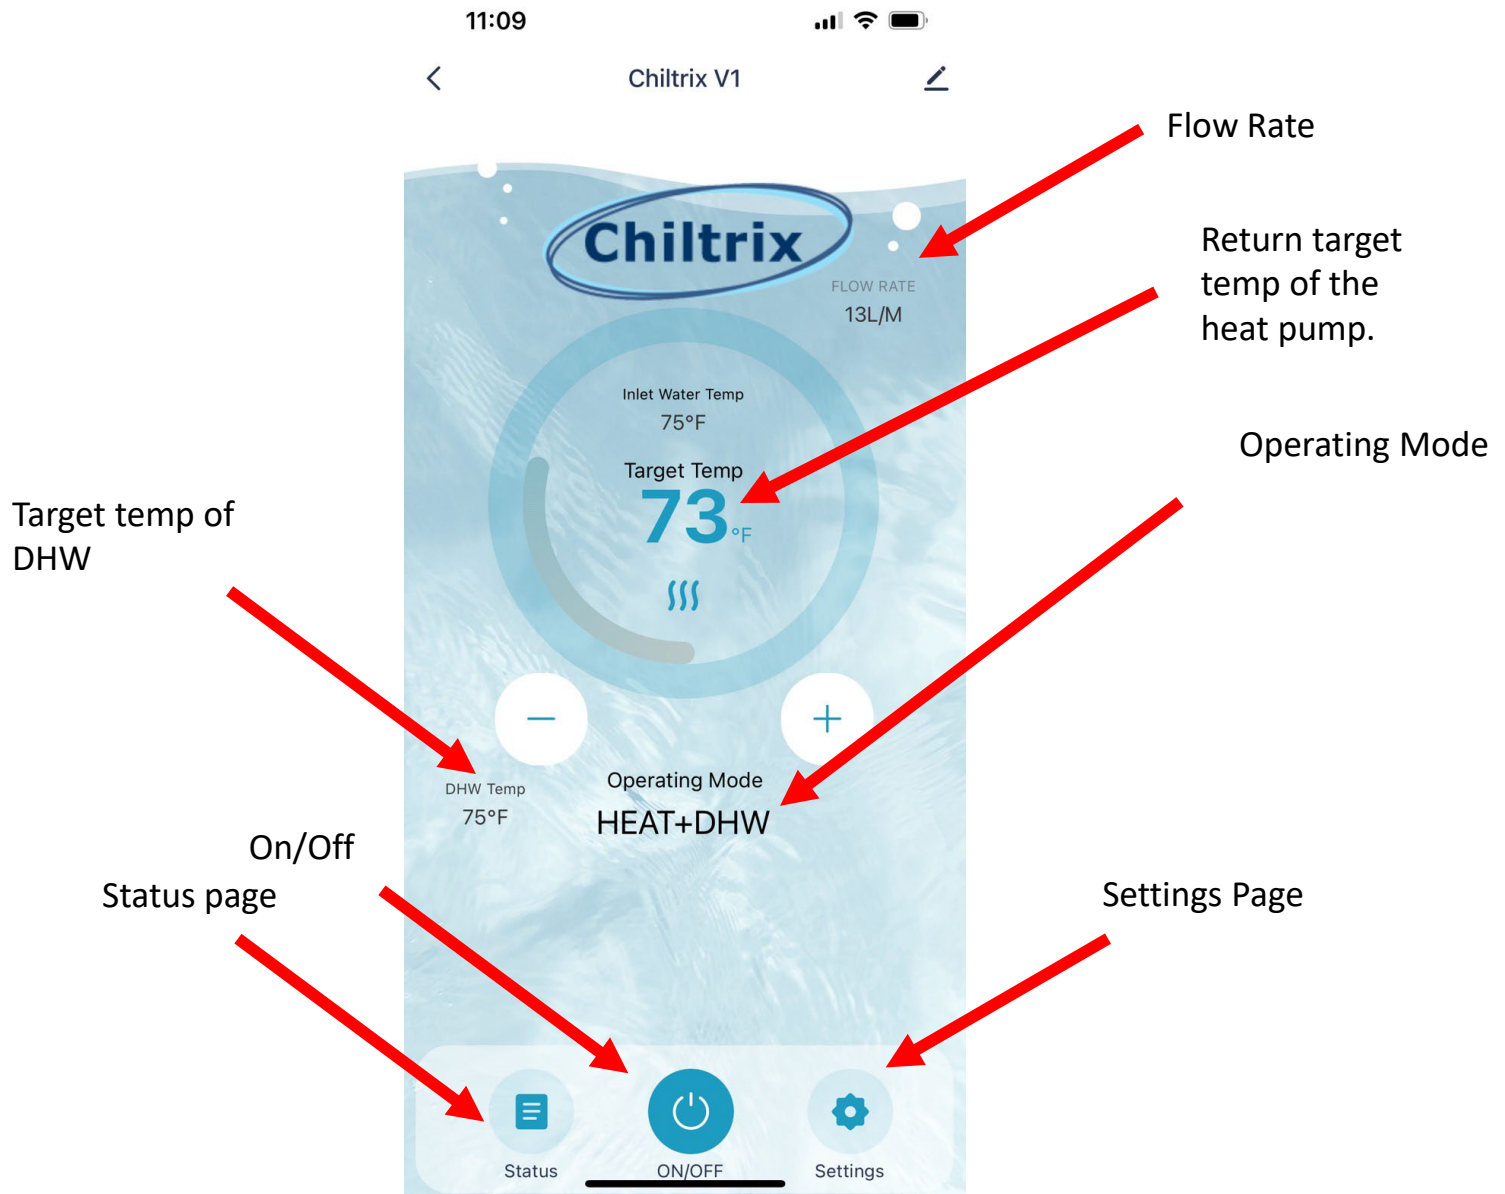 11:09
Chiltrix V1
Flow Rate
Chiltrix
Return target
temp of the
heat pump.
FLOW RATE
13L/M
Inlet Water Temp
75°F
Operating Mode
Target Temp
73°F
Target temp of
DHW
Operating Mode
HEAT+DHW
DHW Temp
75°F
On/Off
Status page
Settings Page
Status
ON/OFF
Settings